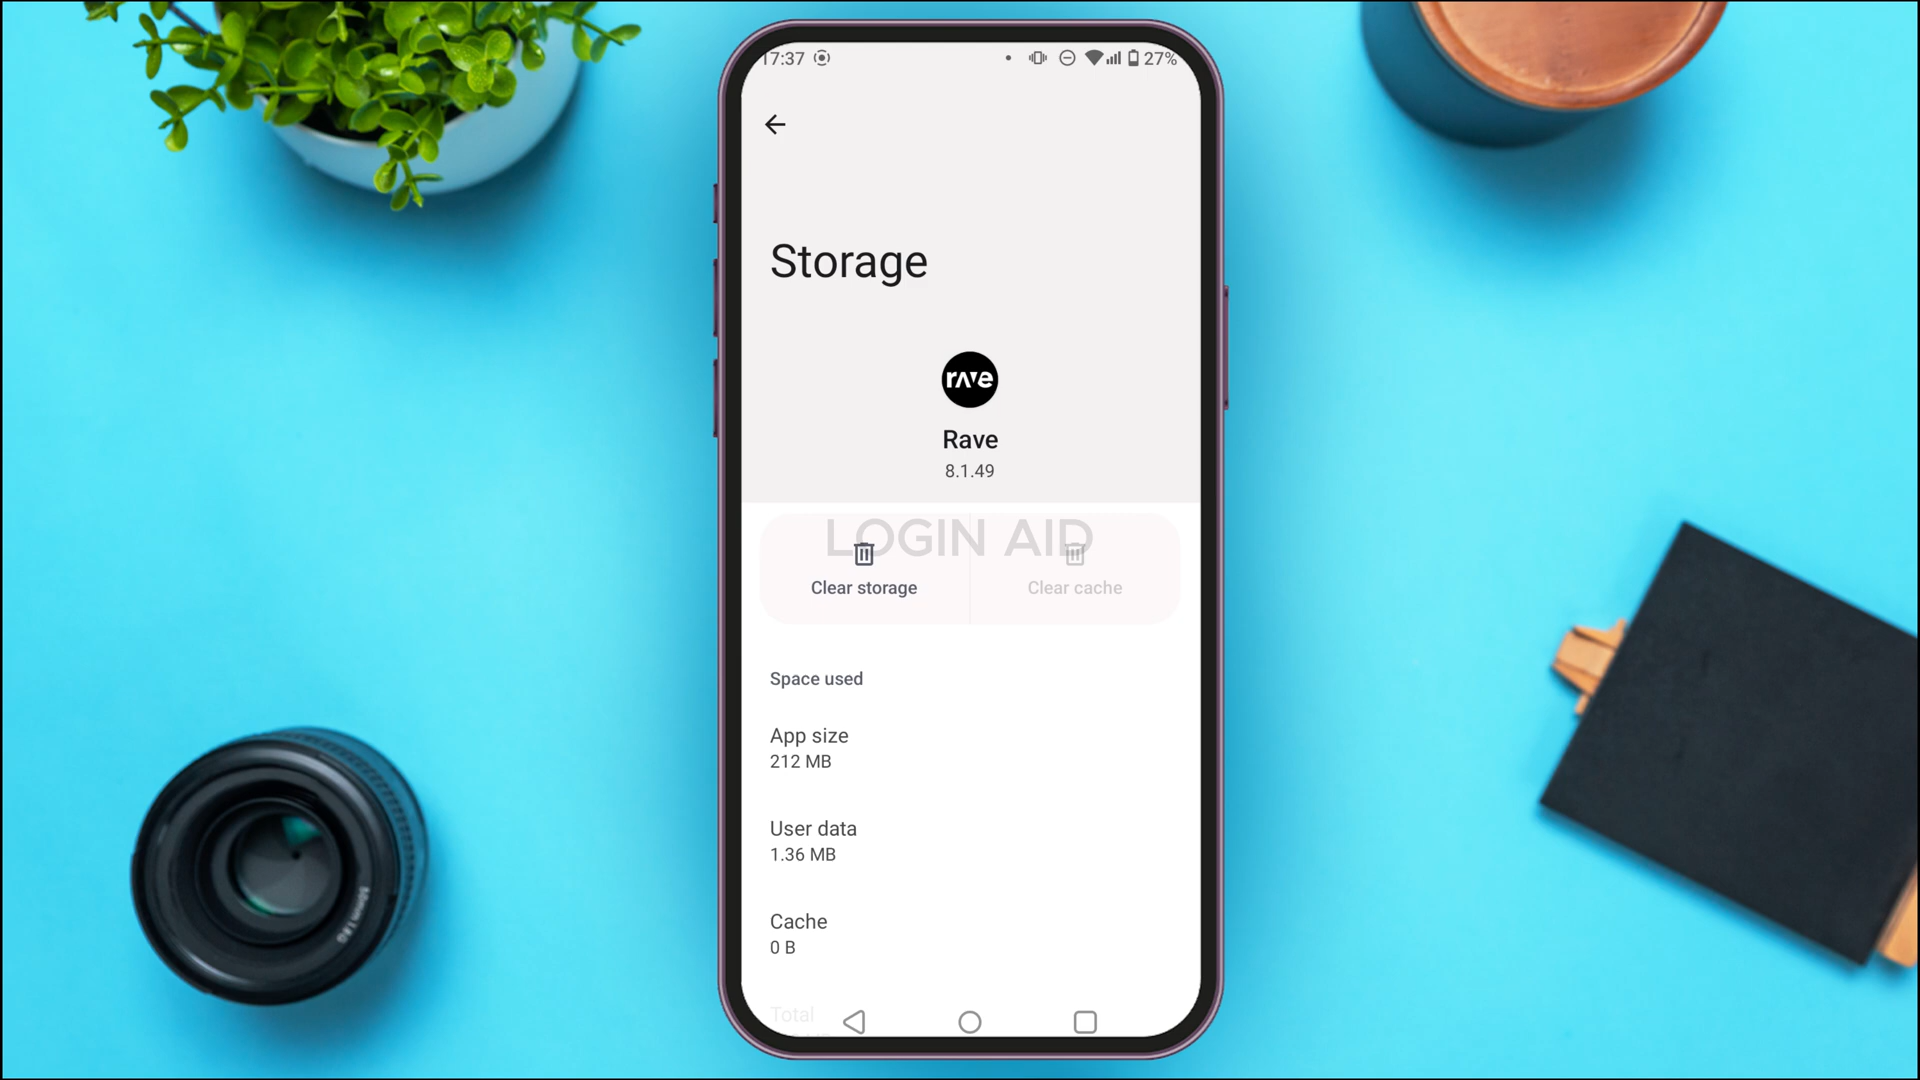 17:37
27%
Storage
rave
Rave
8.1.49
LOGIN AID
Clear storage
Clear cache
Space used
App size
212 MB
User data
1.36 MB
Cache
0 B
Total